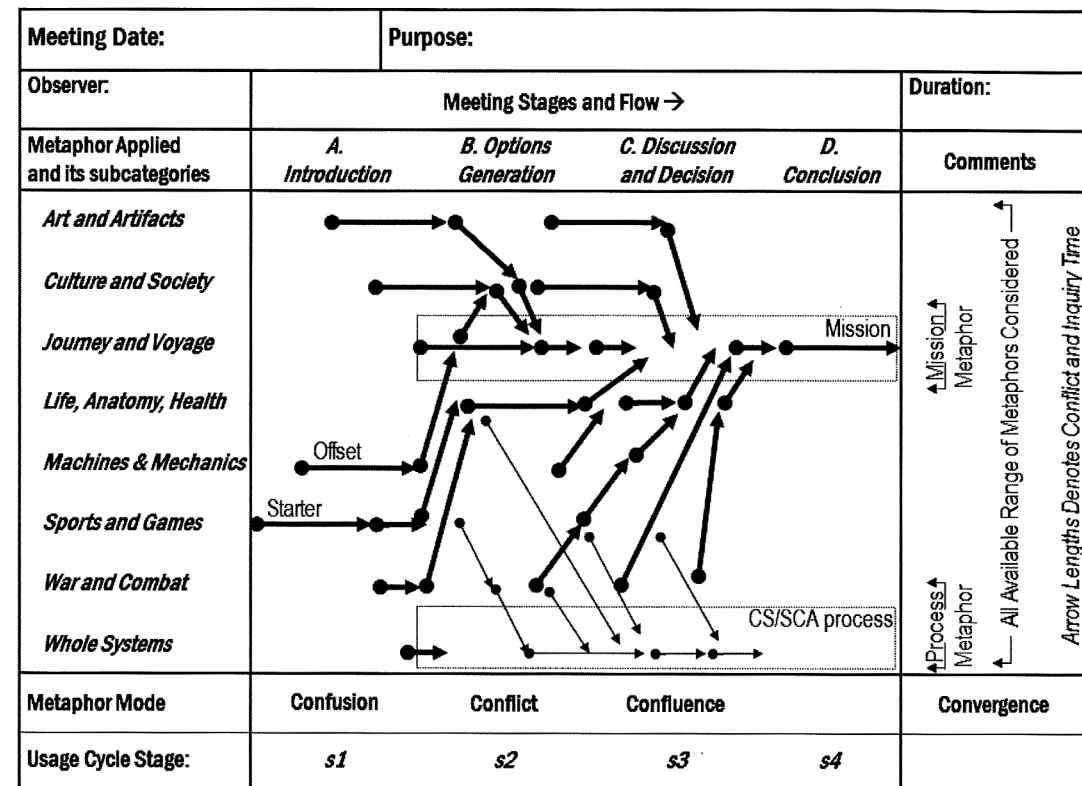 Meeting Date:
Purpose:
Observer:
Meeting Stages and Flow →
Duration:
Metaphor Applied
and its subcategories
A.
Introduction
B. Options
Generation
C. Discussion
and Decision
D.
Conclusion
Comments
Art and Artifacts
Culture and Society
Journey and Voyage
Mission
Life, Anatomy, Health
Machines & Mechanics
Offset
Sports and Games
Starter
War and Combat
Whole Systems
CS/SCA process
Mission
Metaphor
Process
Metaphor
All Available Range of Metaphors Considered
Arrow Lengths Denotes Conflict and Inquiry Time
Metaphor Mode
Confusion
Conflict
Confluence
Convergence
Usage Cycle Stage:
s1
s2
s3
s4